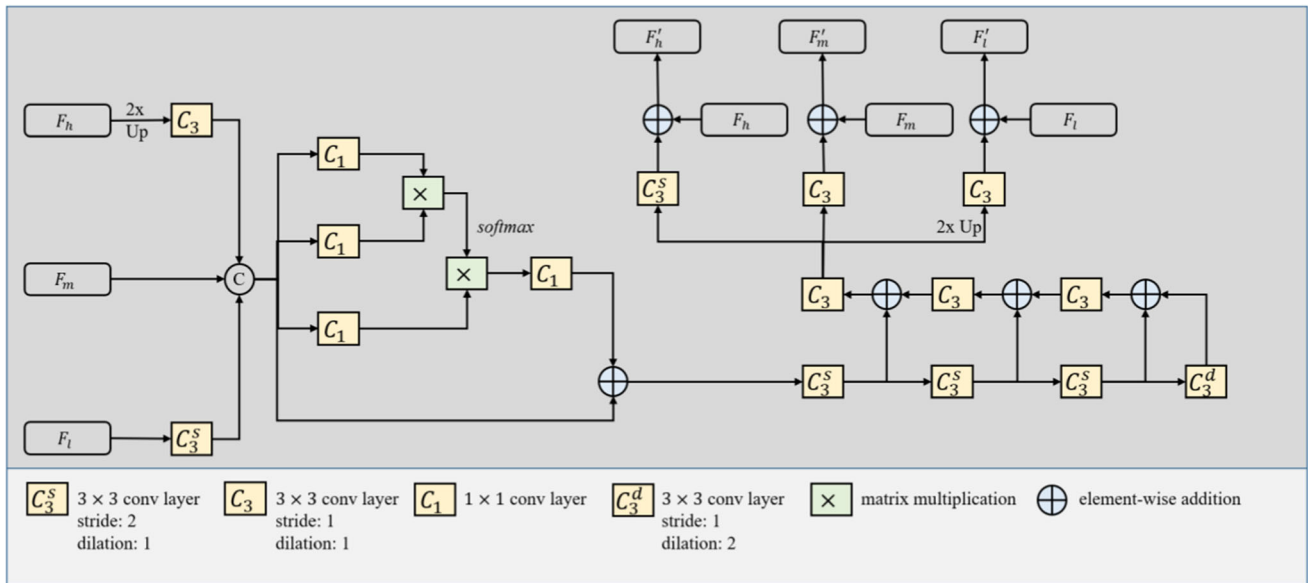 F′ₕ F′ₘ F′ₗ
Fₕ 2x Up C₃ Fₕ Fₘ Fₗ
C₁ ×
C₃ˢ C₃ C₃
C₁ softmax 2x Up
Fₘ C × C₁
C₃ C₃ C₃
C₁
C₃ˢ C₃ˢ C₃ˢ C₃ᵈ
Fₗ C₃ˢ
C₃ˢ 3 × 3 conv layer
stride: 2
dilation: 1
C₃ 3 × 3 conv layer
stride: 1
dilation: 1
C₁ 1 × 1 conv layer
C₃ᵈ 3 × 3 conv layer
stride: 1
dilation: 2
× matrix multiplication
element-wise addition